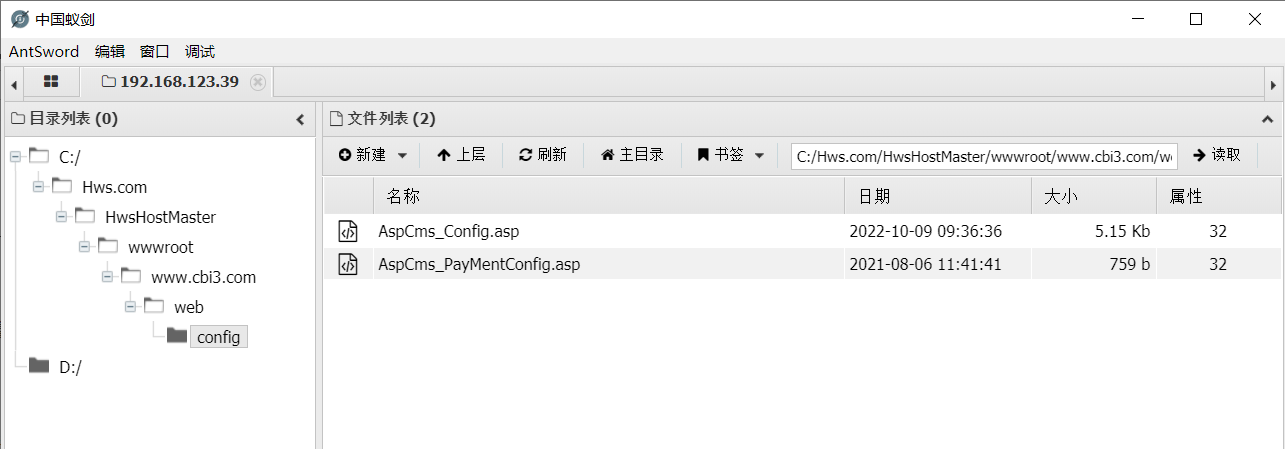 中国蚁剑
AntSword 编辑 窗口 调试
192.168.123.39
目录列表 (0)
文件列表 (2)
新建 上层 刷新 主目录 书签 C:/Hws.com/HwsHostMaster/wwwroot/www.cbi3.com/we 读取
C:/
Hws.com
HwsHostMaster
wwwroot
www.cbi3.com
web
config
D:/
名称 日期 大小 属性
AspCms_Config.asp 2022-10-09 09:36:36 5.15 Kb 32
AspCms_PayMentConfig.asp 2021-08-06 11:41:41 759 b 32